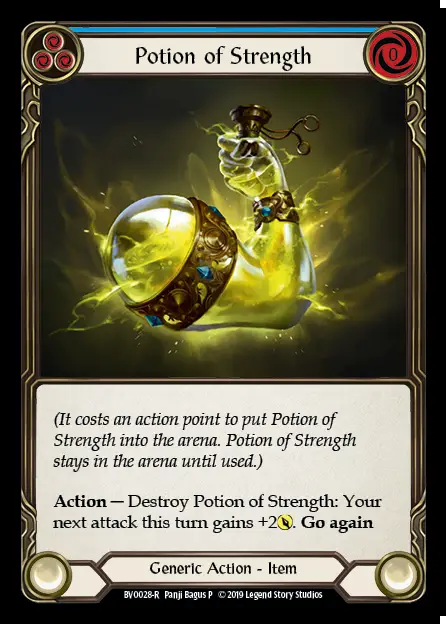 Potion of Strength
0
(It costs an action point to put Potion of
Strength into the arena. Potion of Strength
stays in the arena until used.)
Action — Destroy Potion of Strength: Your
next attack this turn gains +2. Go again
Generic Action - Item
BVO028-R Panji Bagus P © 2019 Legend Story Studios